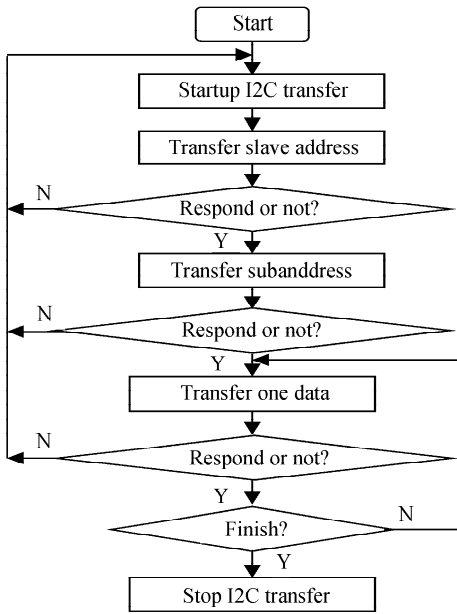 Start
Startup I2C transfer
Transfer slave address
N
Respond or not?
Y
Transfer subanddress
N
Respond or not?
Y
Transfer one data
N
Respond or not?
Y
Finish?
N
Y
Stop I2C transfer